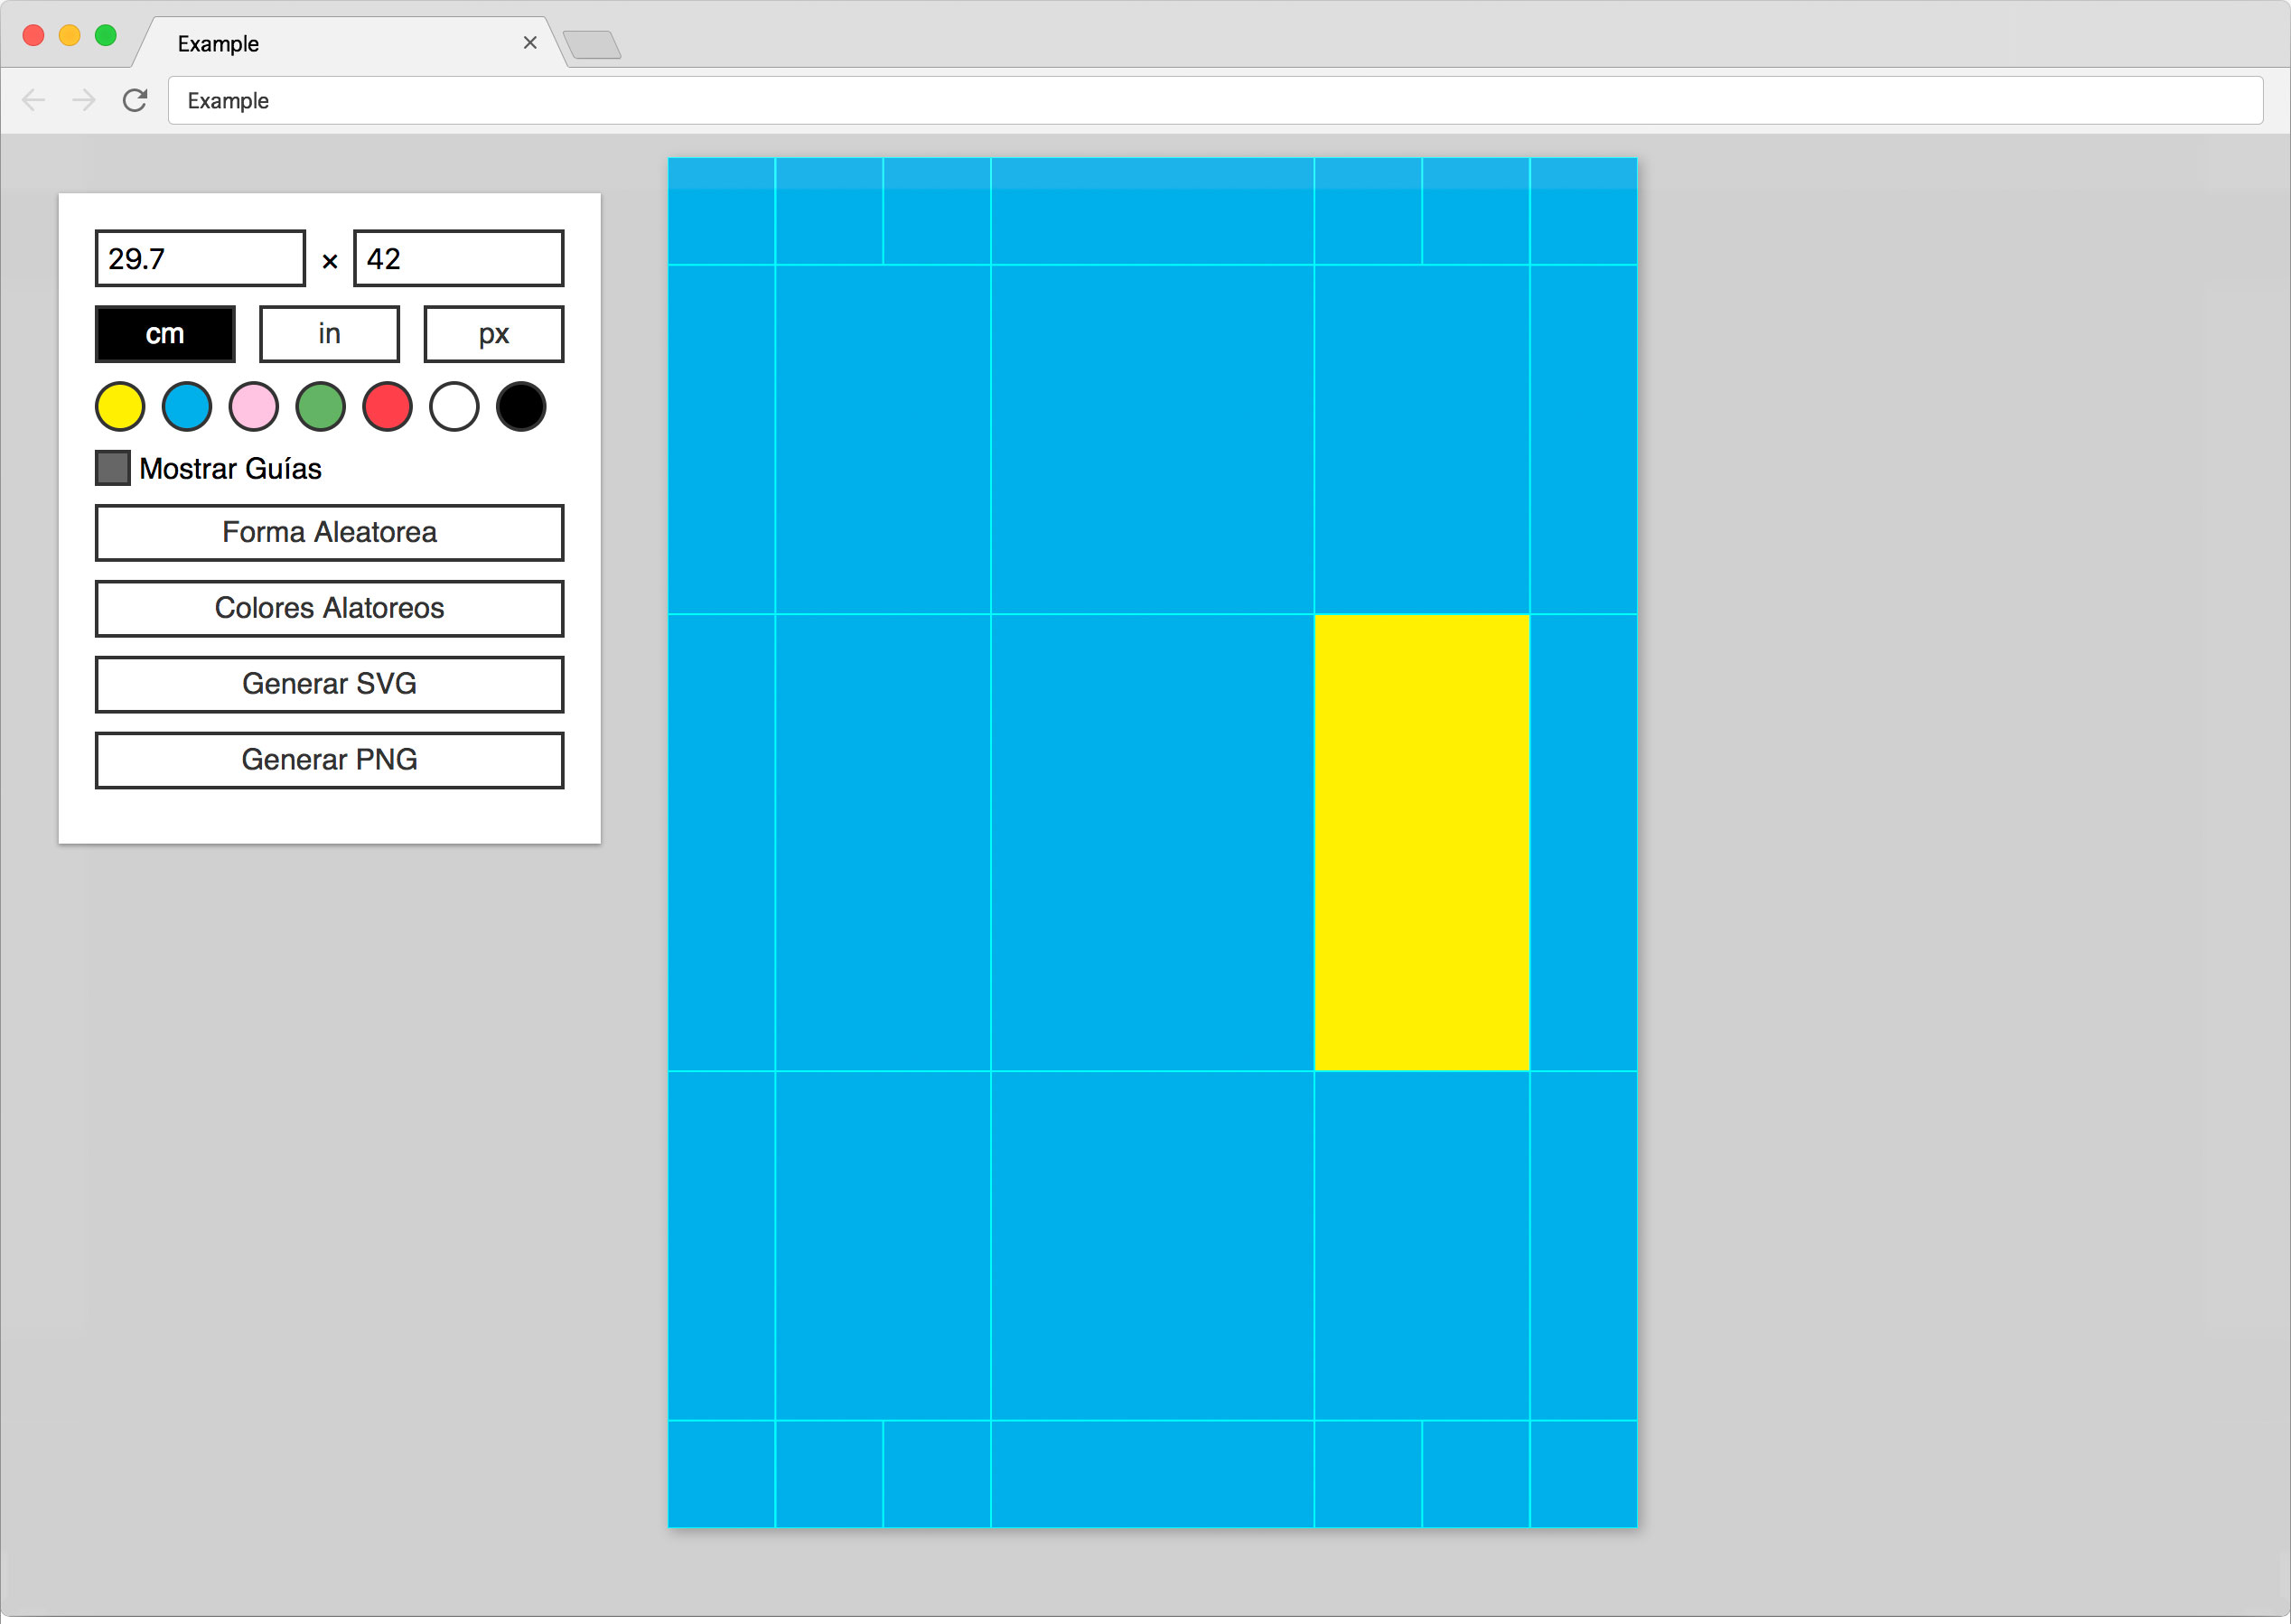 Example
Example
29.7 × 42
cm in px
Mostrar Guías
Forma Aleatorea
Colores Alatoreos
Generar SVG
Generar PNG